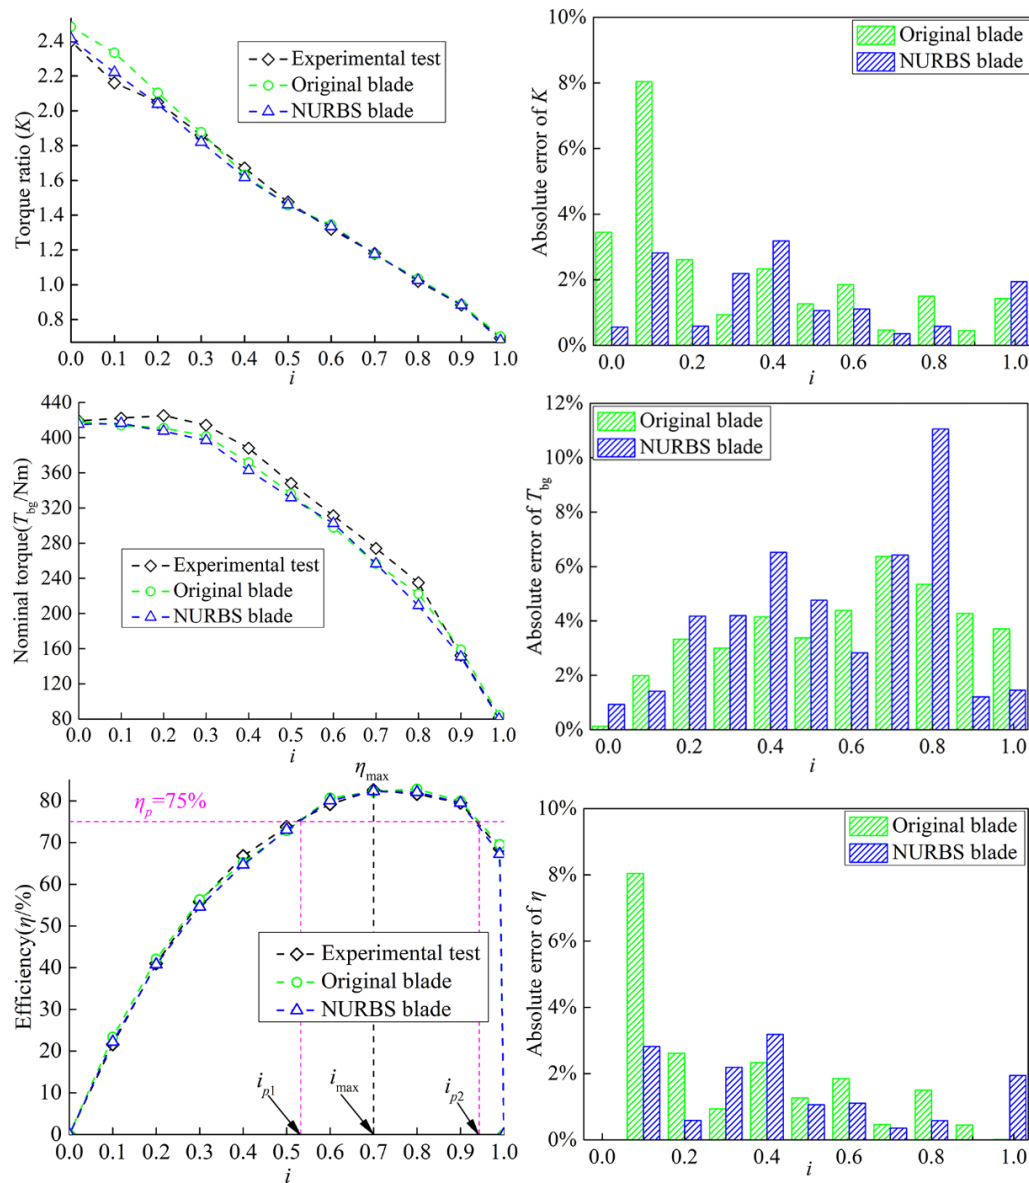 2.4
2.2
2.0
1.8
1.6
1.4
1.2
1.0
0.8
Torque ratio (K)
Experimental test
Original blade
NURBS blade
0.0 0.1 0.2 0.3 0.4 0.5 0.6 0.7 0.8 0.9 1.0
i
10%
8%
6%
4%
2%
0%
Absolute error of K
Original blade
NURBS blade
0.0 0.2 0.4 0.6 0.8 1.0
i
440
400
360
320
280
240
200
160
120
80
Nominal torque(T_bg/Nm)
Experimental test
Original blade
NURBS blade
0.0 0.1 0.2 0.3 0.4 0.5 0.6 0.7 0.8 0.9 1.0
i
12%
10%
8%
6%
4%
2%
0%
Absolute error of T_bg
Original blade
NURBS blade
0.0 0.2 0.4 0.6 0.8 1.0
i
η_max
η_p=75%
80
70
60
50
40
30
20
10
0
Efficiency(η/%)
Experimental test
Original blade
NURBS blade
i_p1
i_max
i_p2
0.0 0.1 0.2 0.3 0.4 0.5 0.6 0.7 0.8 0.9 1.0
i
10%
8%
6%
4%
2%
0%
Absolute error of η
Original blade
NURBS blade
0.0 0.2 0.4 0.6 0.8 1.0
i